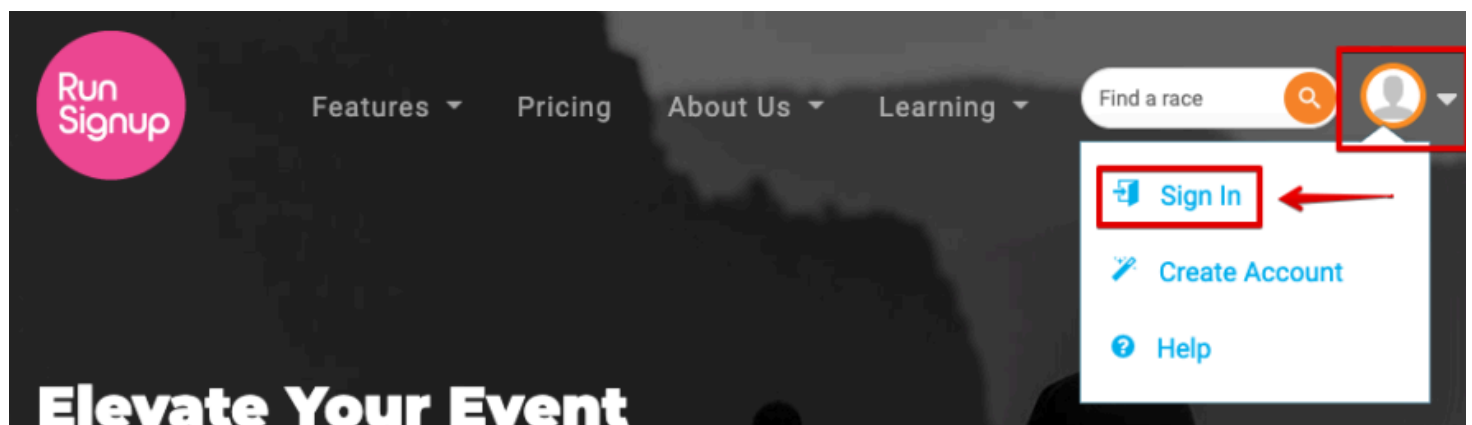 Run
Signup
Features
Pricing
About Us
Learning
Find a race
Sign In
Create Account
Help
Elevate Your Event